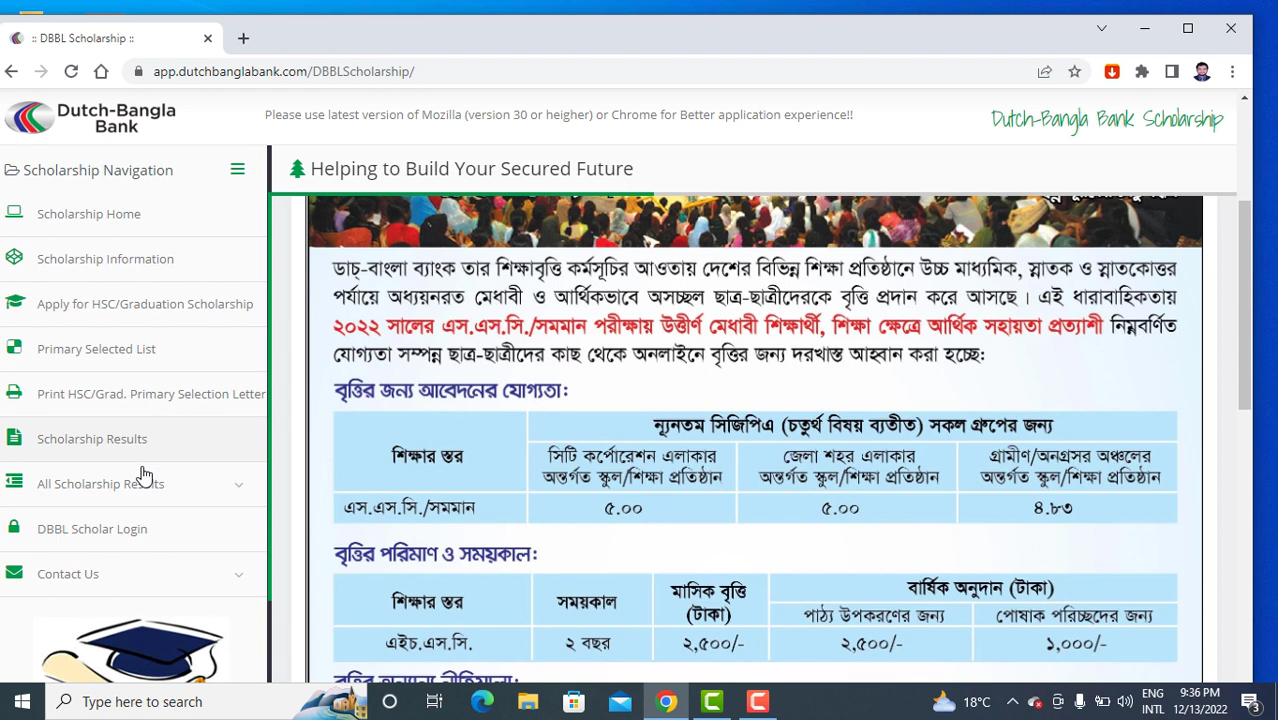 :: DBBL Scholarship ::
app.dutchbanglabank.com/DBBLScholarship/
Dutch-Bangla
Bank
Please use latest version of Mozilla (version 30 or heigher) or Chrome for Better application experience!!
Dutch-Bangla Bank Scholarship
Scholarship Navigation
Helping to Build Your Secured Future
Scholarship Home
Scholarship Information
Apply for HSC/Graduation Scholarship
Primary Selected List
Print HSC/Grad. Primary Selection Letter
Scholarship Results
All Scholarship Results
DBBL Scholar Login
Contact Us
ডাচ্-বাংলা ব্যাংক তার শিক্ষাবৃত্তি কর্মসূচির আওতায় দেশের বিভিন্ন শিক্ষা প্রতিষ্ঠানে উচ্চ মাধ্যমিক, স্নাতক ও স্নাতকোত্তর
পর্যায়ে অধ্যয়নরত মেধাবী ও আর্থিকভাবে অসচ্ছল ছাত্র-ছাত্রীদেরকে বৃত্তি প্রদান করে আসছে। এই ধারাবাহিকতায়
২০২২ সালের এস.এস.সি./সমমান পরীক্ষায় উত্তীর্ণ মেধাবী শিক্ষার্থী, শিক্ষা ক্ষেত্রে আর্থিক সহায়তা প্রত্যাশী নিম্নবর্ণিত
যোগ্যতা সম্পন্ন ছাত্র-ছাত্রীদের কাছ থেকে অনলাইনে বৃত্তির জন্য দরখাস্ত আহ্বান করা হচ্ছে:
বৃত্তির জন্য আবেদনের যোগ্যতা:
শিক্ষার স্তর
ন্যূনতম সিজিপিএ (চতুর্থ বিষয় ব্যতীত) সকল গ্রুপের জন্য
সিটি কর্পোরেশন এলাকার
অন্তর্গত স্কুল/শিক্ষা প্রতিষ্ঠান
জেলা শহর এলাকার
অন্তর্গত স্কুল/শিক্ষা প্রতিষ্ঠান
গ্রামীণ/অনগ্রসর অঞ্চলের
অন্তর্গত স্কুল/শিক্ষা প্রতিষ্ঠান
এস.এস.সি./সমমান ৫.০০ ৫.০০ ৪.৮৩
বৃত্তির পরিমাণ ও সময়কাল:
শিক্ষার স্তর
সময়কাল
মাসিক বৃত্তি
(টাকা)
বার্ষিক অনুদান (টাকা)
পাঠ্য উপকরণের জন্য
পোষাক পরিচ্ছদের জন্য
এইচ.এস.সি. ২ বছর ২,৫০০/- ২,৫০০/- ১,০০০/-
Type here to search
18°C
ENG
INTL
9:36 PM
12/13/2022
3